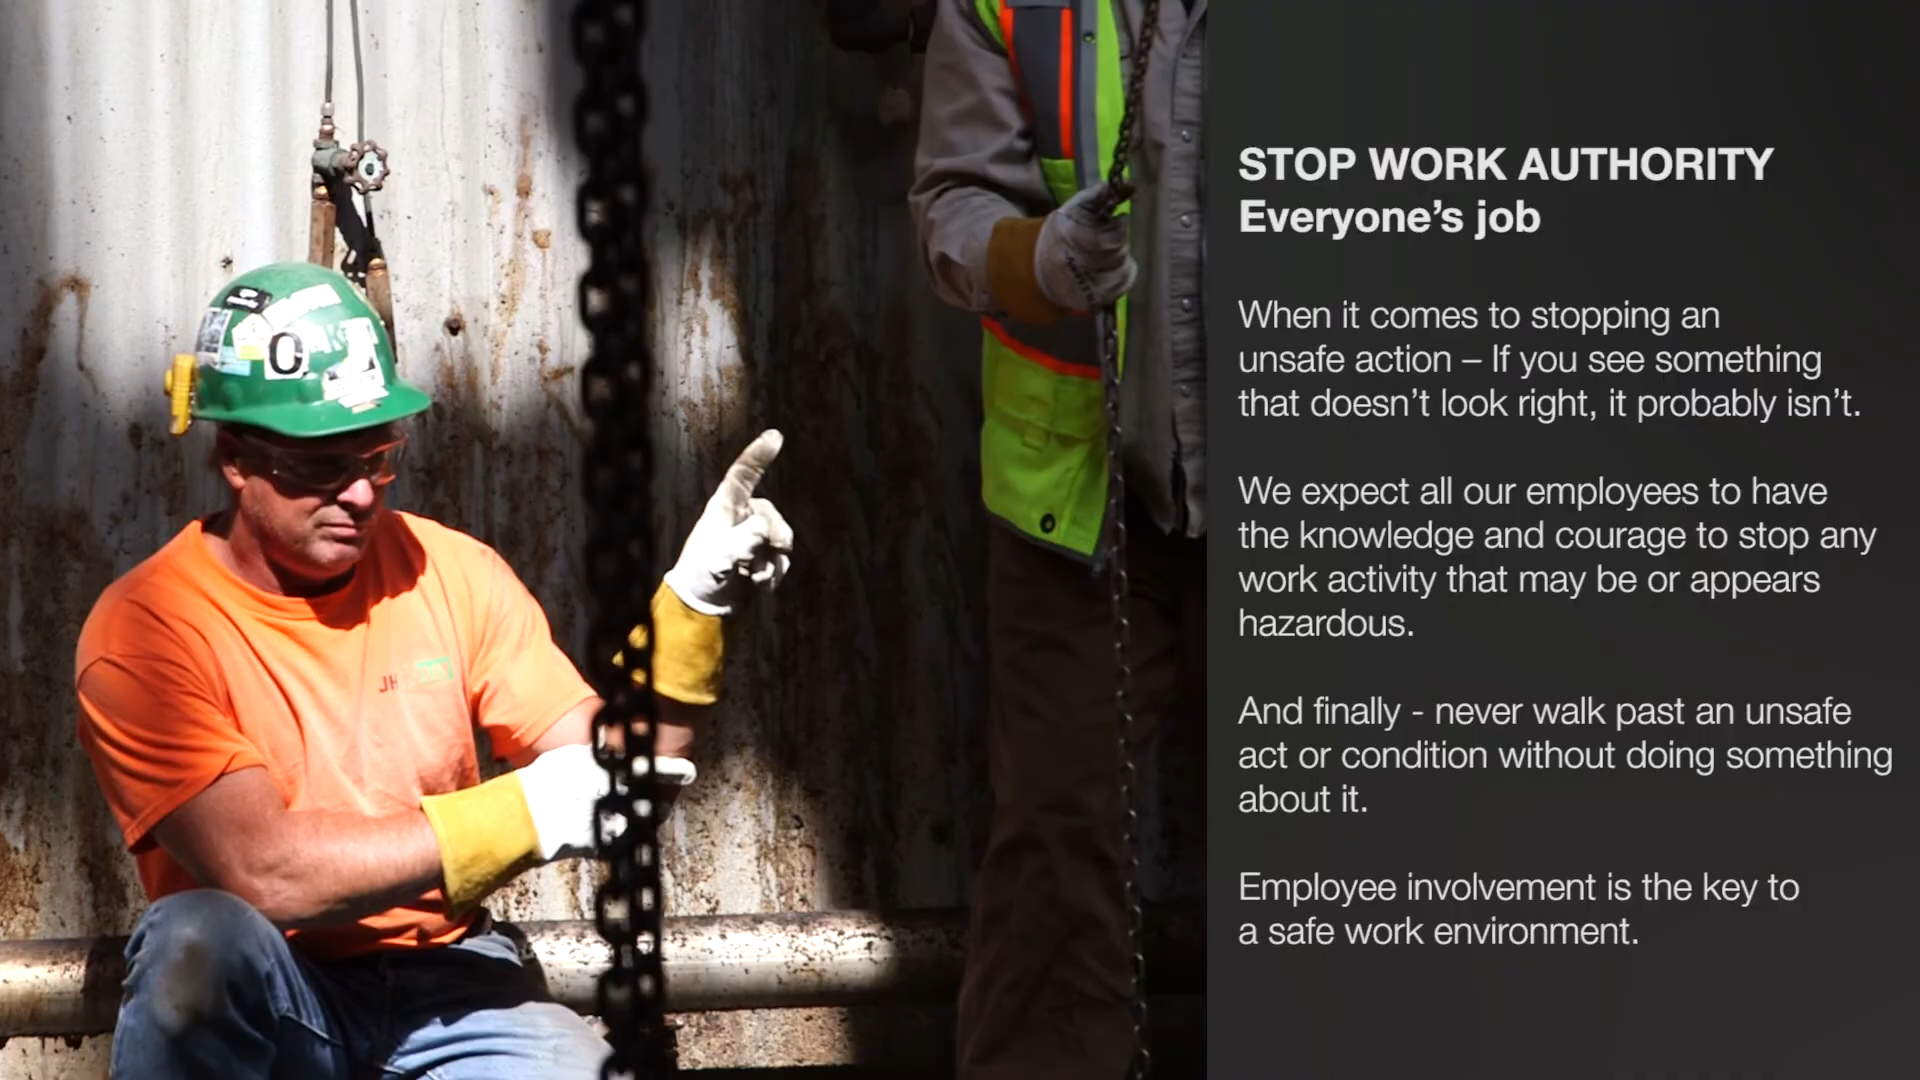 STOP WORK AUTHORITY
Everyone’s job
When it comes to stopping an
unsafe action – If you see something
that doesn’t look right, it probably isn’t.
We expect all our employees to have
the knowledge and courage to stop any
work activity that may be or appears
hazardous.
And finally - never walk past an unsafe
act or condition without doing something
about it.
Employee involvement is the key to
a safe work environment.
O